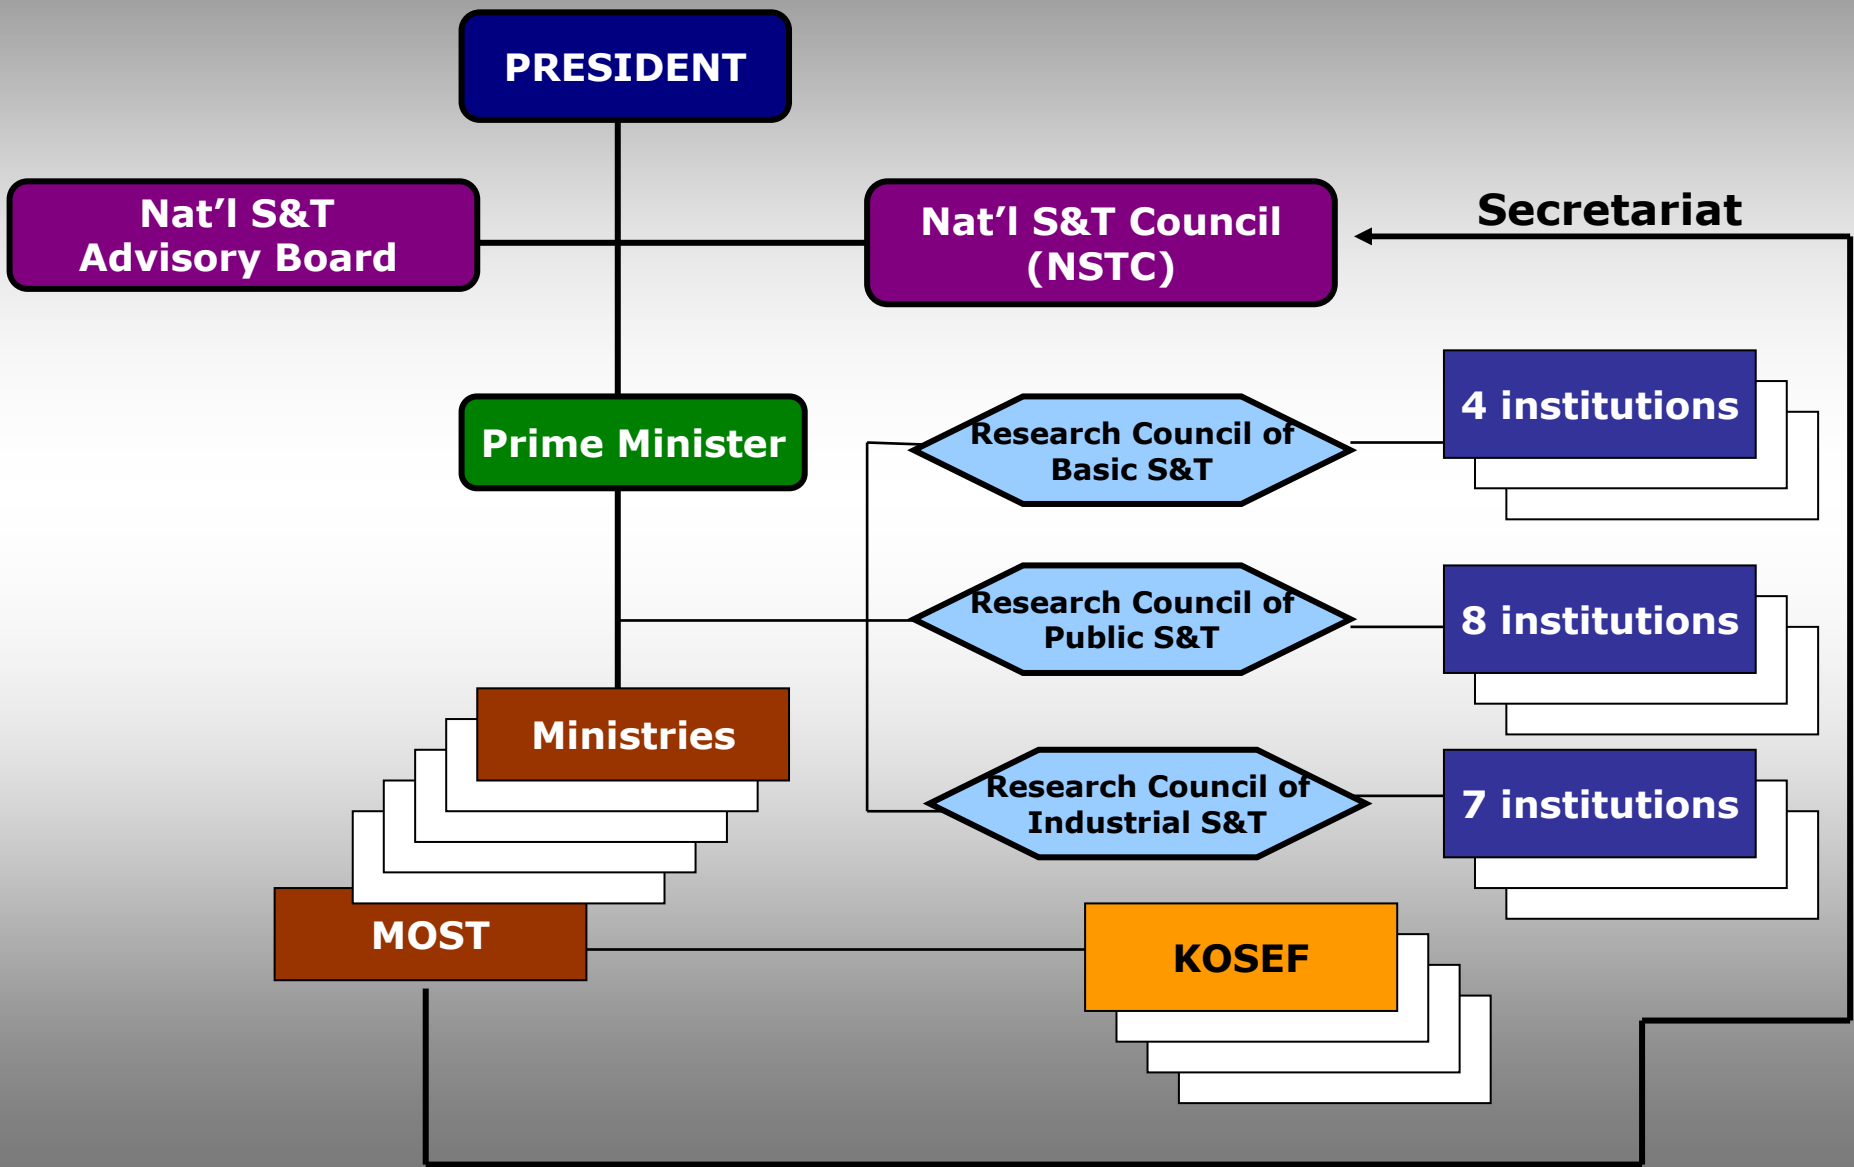 PRESIDENT
Nat’l S&T
Advisory Board
Nat’l S&T Council
(NSTC)
Secretariat
Prime Minister
Research Council of
Basic S&T
4 institutions
Research Council of
Public S&T
8 institutions
Ministries
Research Council of
Industrial S&T
7 institutions
MOST
KOSEF